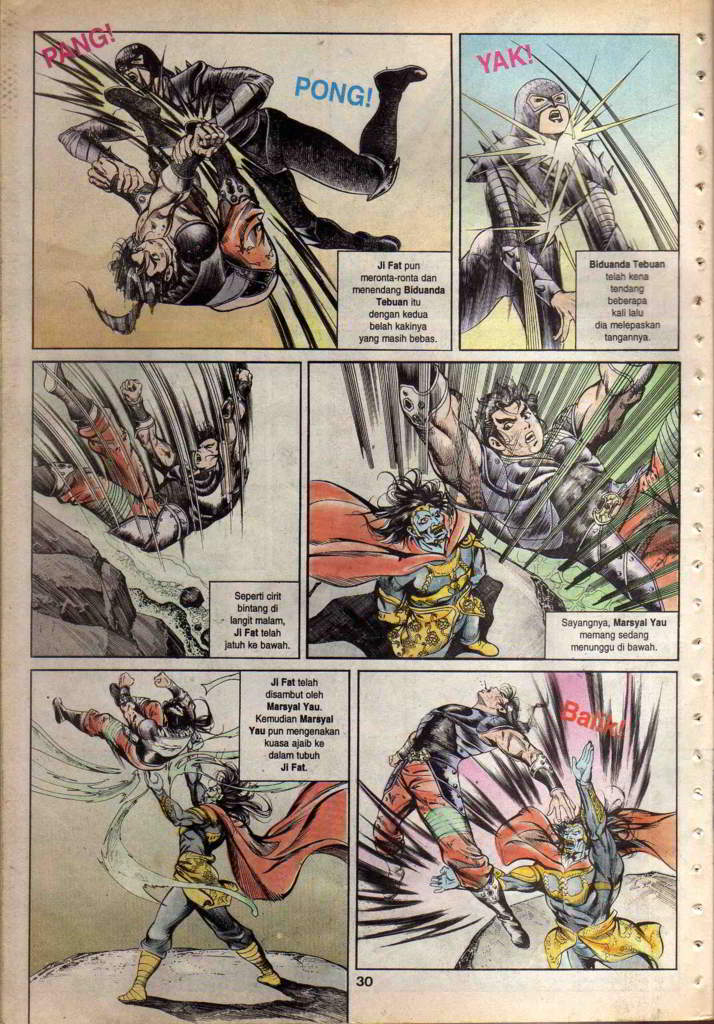 PANG!
PONG!
Ji Fat pun
meronta-ronta dan
menendang Biduanda
Tebuan itu
dengan kedua
belah kakinya
yang masih bebas.
YAK!
Biduanda Tebuan
telah kena
tendang
beberapa
kali lalu
dia melepaskan
tangannya.
Seperti cirit
bintang di
langit malam,
Ji Fat telah
jatuh ke bawah.
Sayangnya, Marsyal Yau
memang sedang
menunggu di bawah.
Ji Fat telah
disambut oleh
Marsyal Yau.
Kemudian Marsyal
Yau pun mengenakan
kuasa ajaib ke
dalam tubuh
Ji Fat.
30